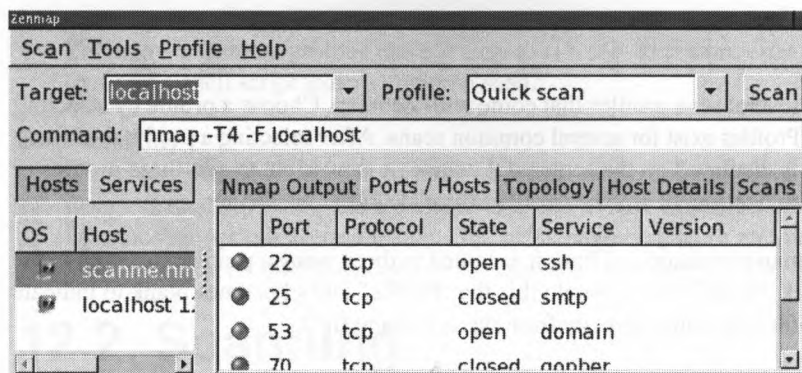 Zenmap
Scan Tools Profile Help
Target: localhost Profile: Quick scan Scan
Command: nmap -T4 -F localhost
Hosts Services Nmap Output Ports / Hosts Topology Host Details Scans
OS Host Port Protocol State Service Version
scanme.nm 22 tcp open ssh
localhost 12 25 tcp closed smtp
53 tcp open domain
70 tcp closed gopher